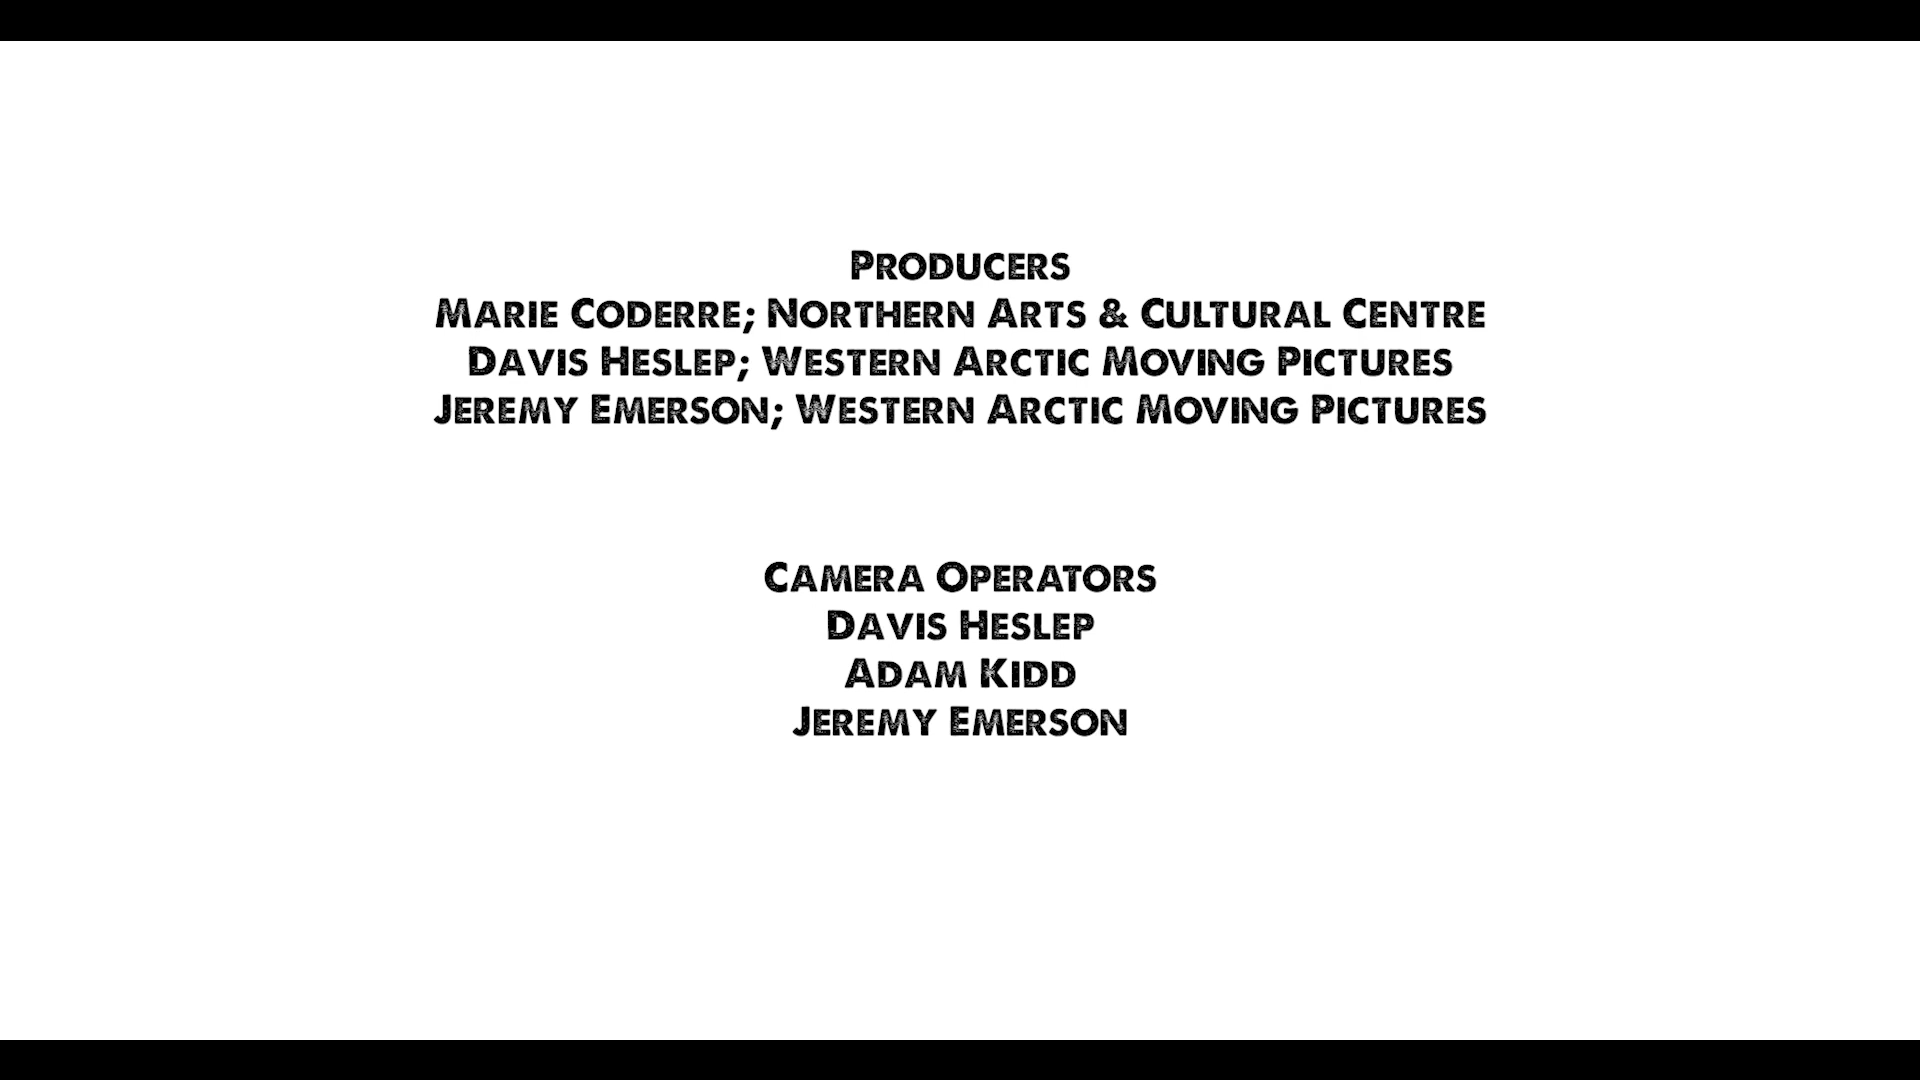 Producers
Marie Coderre; Northern Arts & Cultural Centre
Davis Heslep; Western Arctic Moving Pictures
Jeremy Emerson; Western Arctic Moving Pictures
Camera Operators
Davis Heslep
Adam Kidd
Jeremy Emerson